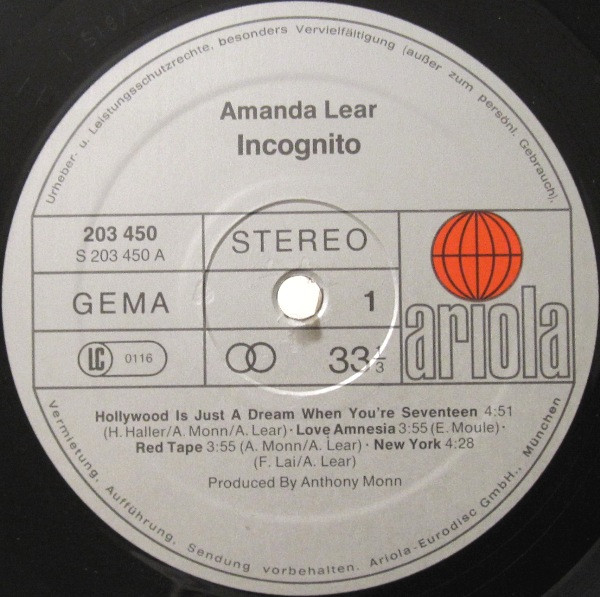 Urheber- u. Leistungsschutzrechte, besonders Vervielfältigung (außer zum persönl. Gebrauch).
Amanda Lear
Incognito
203 450
S 203 450 A
STEREO
GEMA
1
ariola
LC 0116
33 1/3
Hollywood Is Just A Dream When You're Seventeen 4:51
(H. Haller/A. Monn/A. Lear) · Love Amnesia 3:55 (E. Moule) ·
Red Tape 3:55 (A. Monn/A. Lear) · New York 4:28
(F. Lai/A. Lear)
Produced By Anthony Monn
Vermietung, Aufführung, Sendung vorbehalten. Ariola-Eurodisc GmbH., München